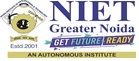 NIET
Greater Noida
GET FUTURE READY
Estd.2001
AN AUTONOMOUS INSTITUTE